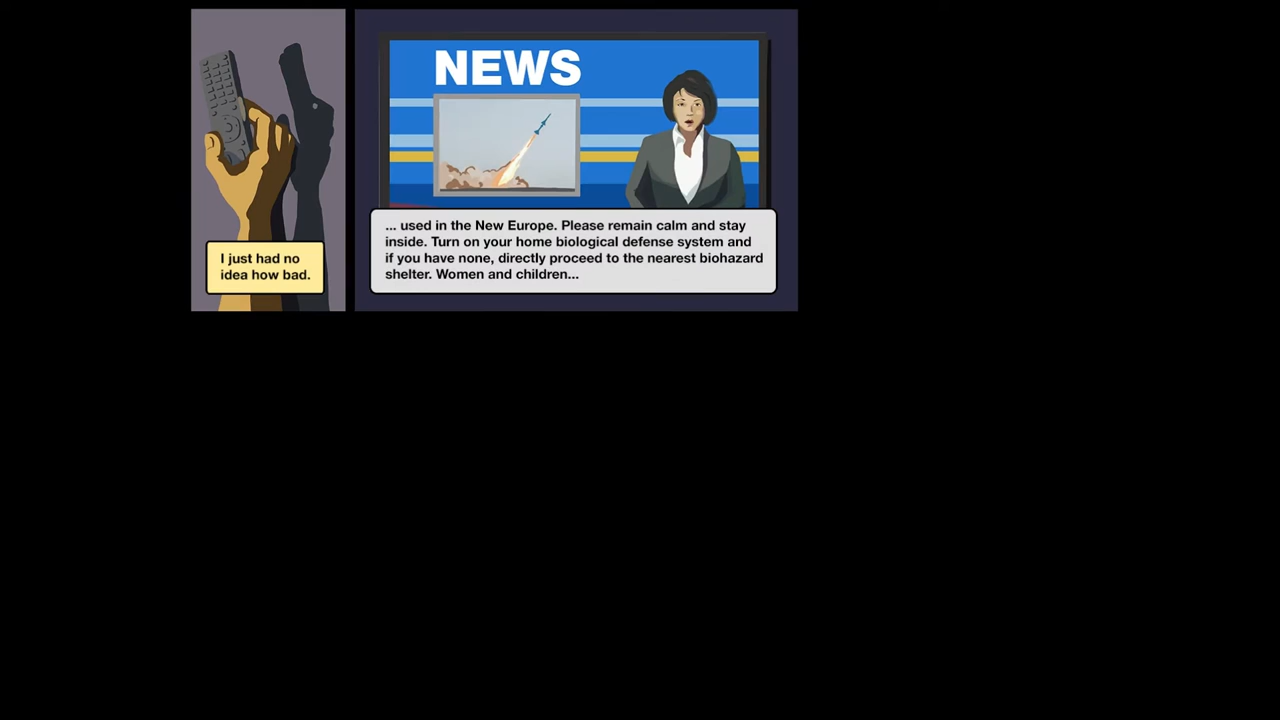 I just had no
idea how bad.
NEWS
... used in the New Europe. Please remain calm and stay
inside. Turn on your home biological defense system and
if you have none, directly proceed to the nearest biohazard
shelter. Women and children...